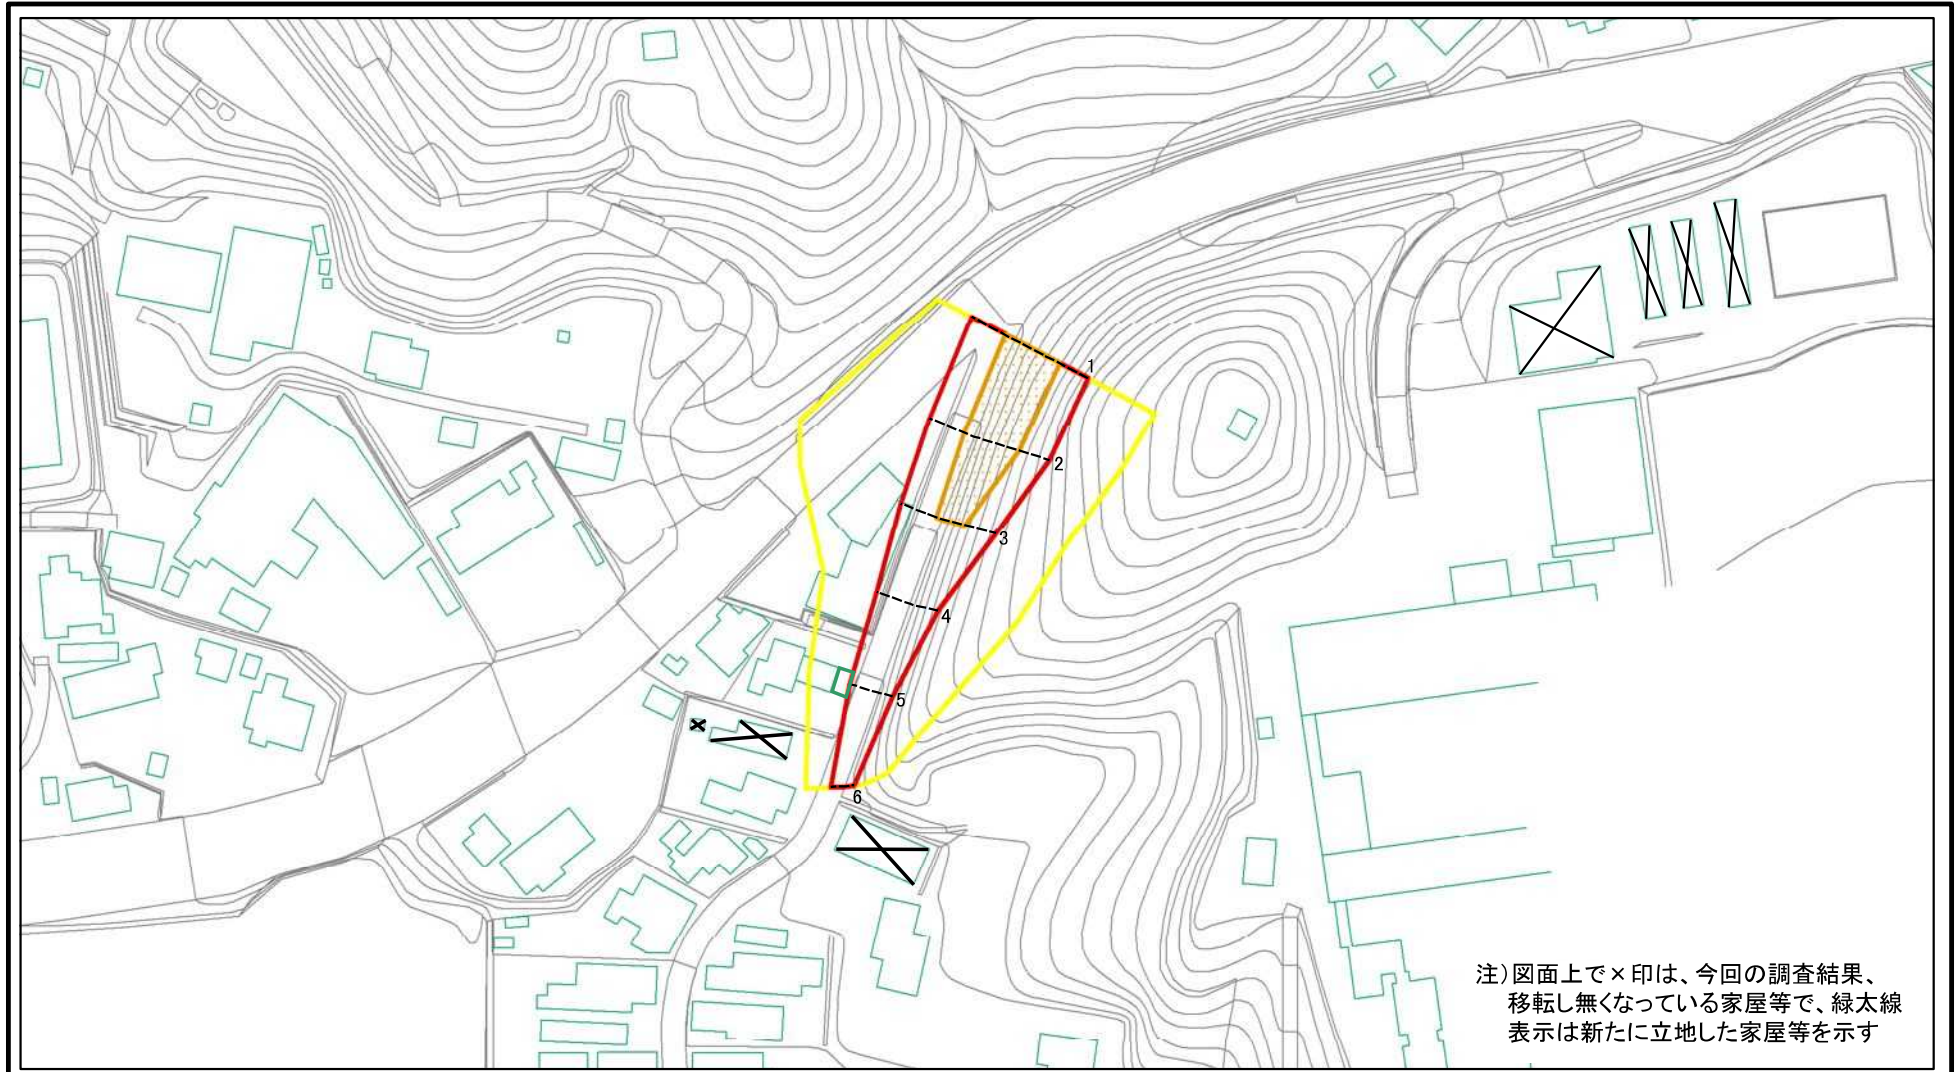 1
2
3
4
5
6
注)図面上で×印は、今回の調査結果、
移転し無くなっている家屋等で、緑太線
表示は新たに立地した家屋等を示す